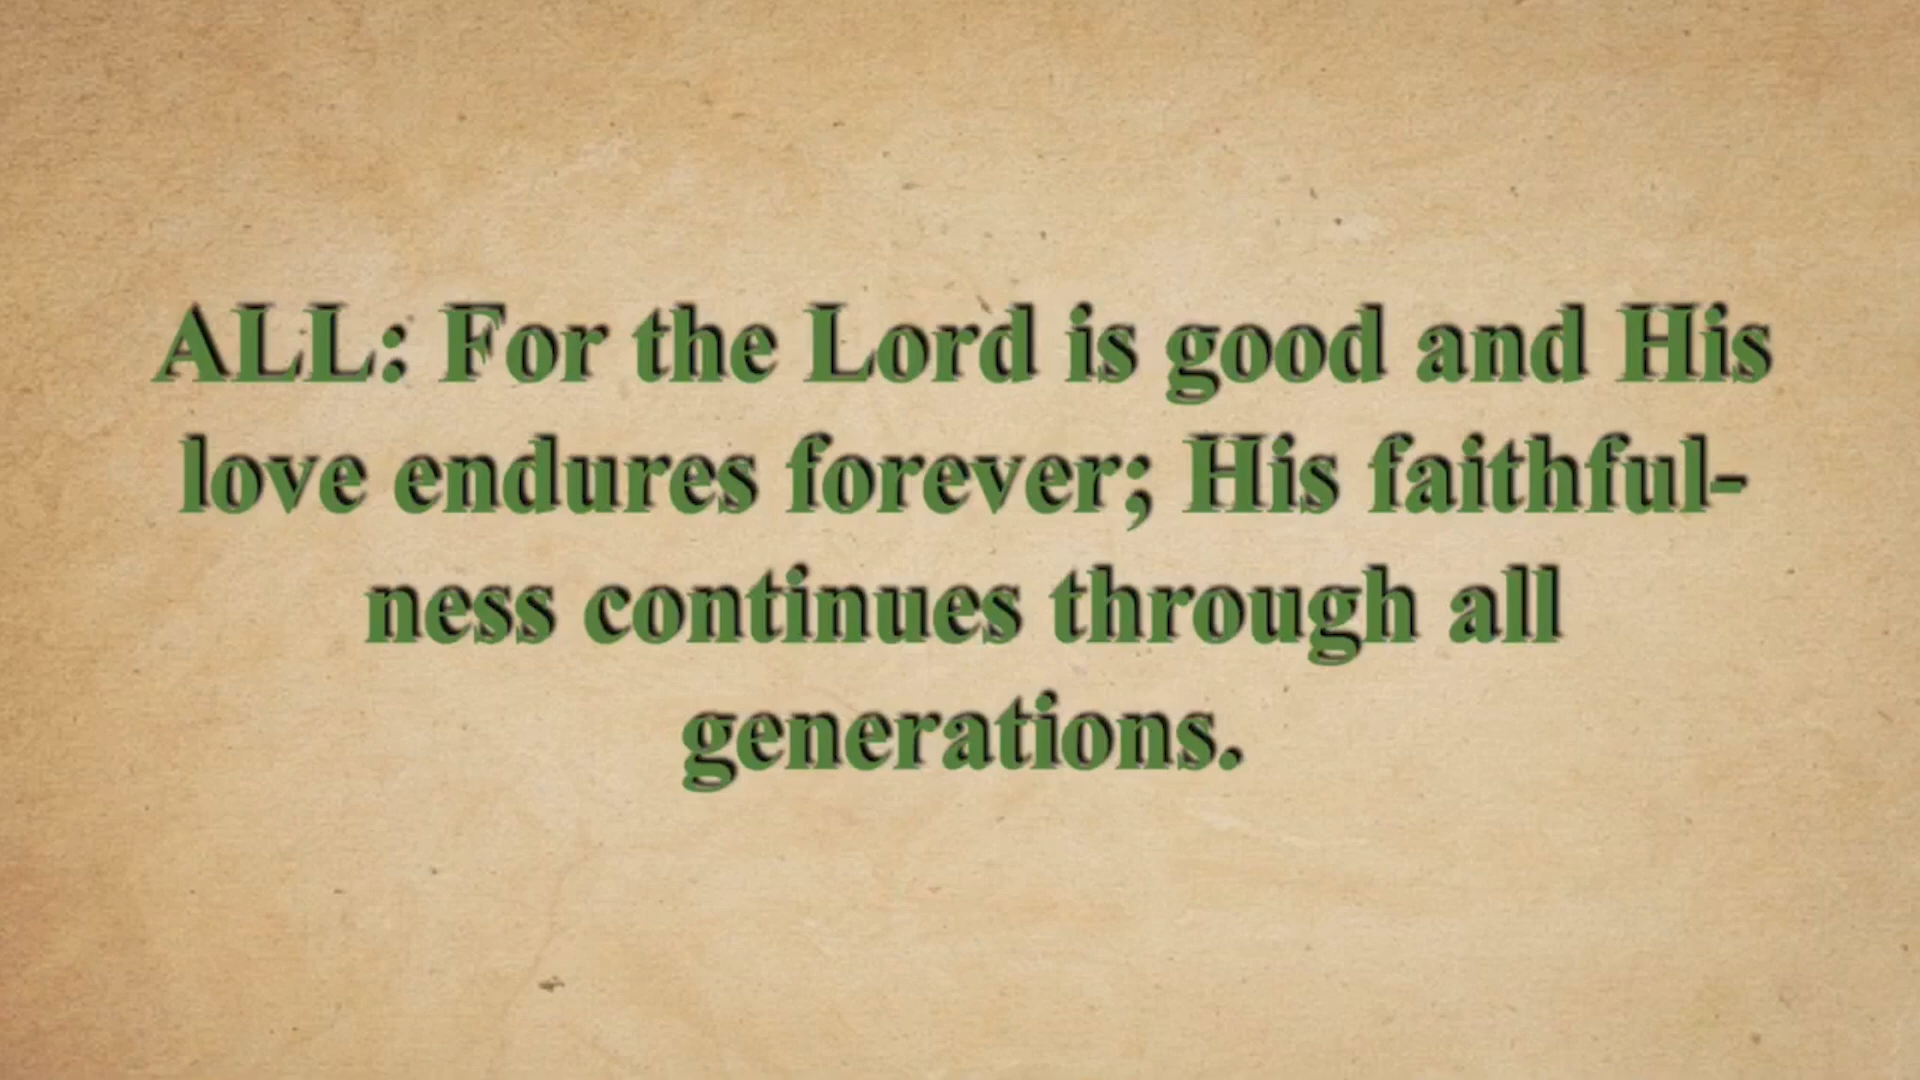 ALL: For the Lord is good and His
love endures forever; His faithful-
ness continues through all
generations.